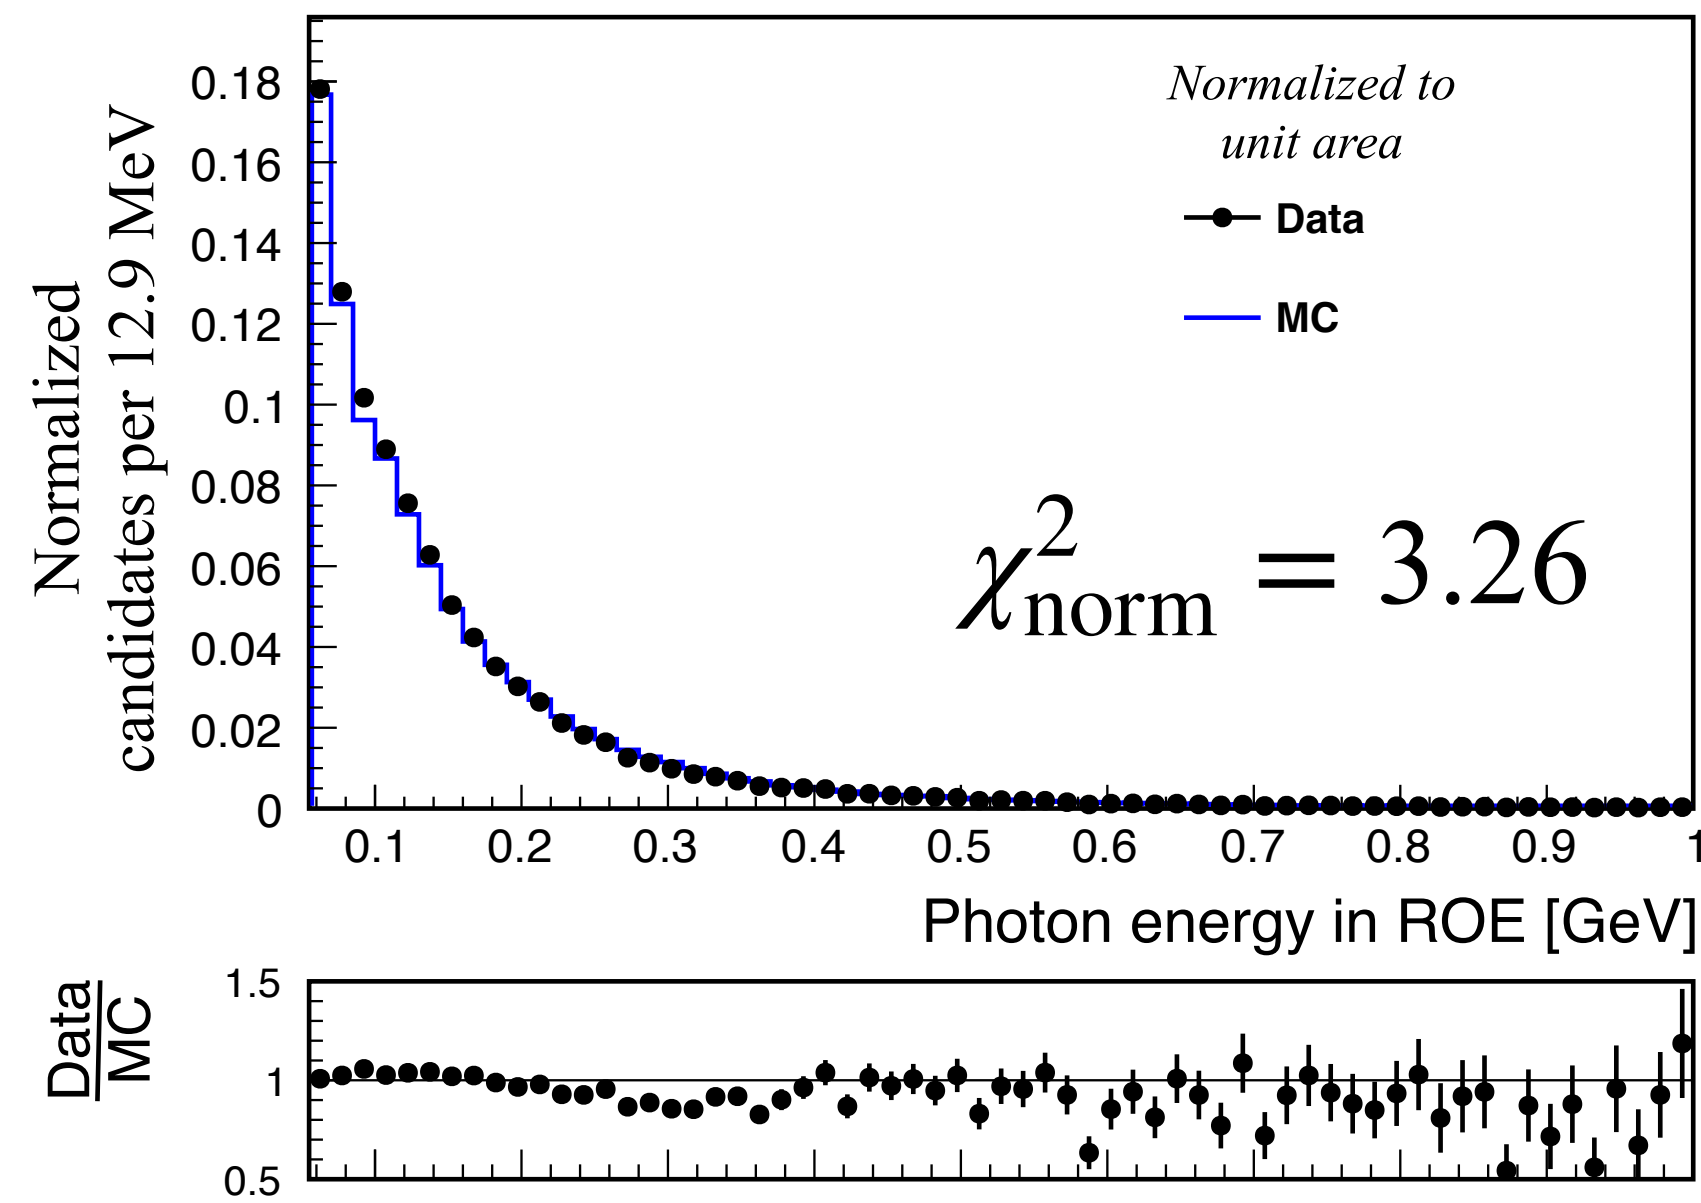 Normalized
candidates per 12.9 MeV
0.18
0.16
0.14
0.12
0.1
0.08
0.06
0.04
0.02
0
Normalized to
unit area
Data
MC
χ²norm = 3.26
0.1 0.2 0.3 0.4 0.5 0.6 0.7 0.8 0.9 1
Photon energy in ROE [GeV]
Data
MC
1.5
1
0.5